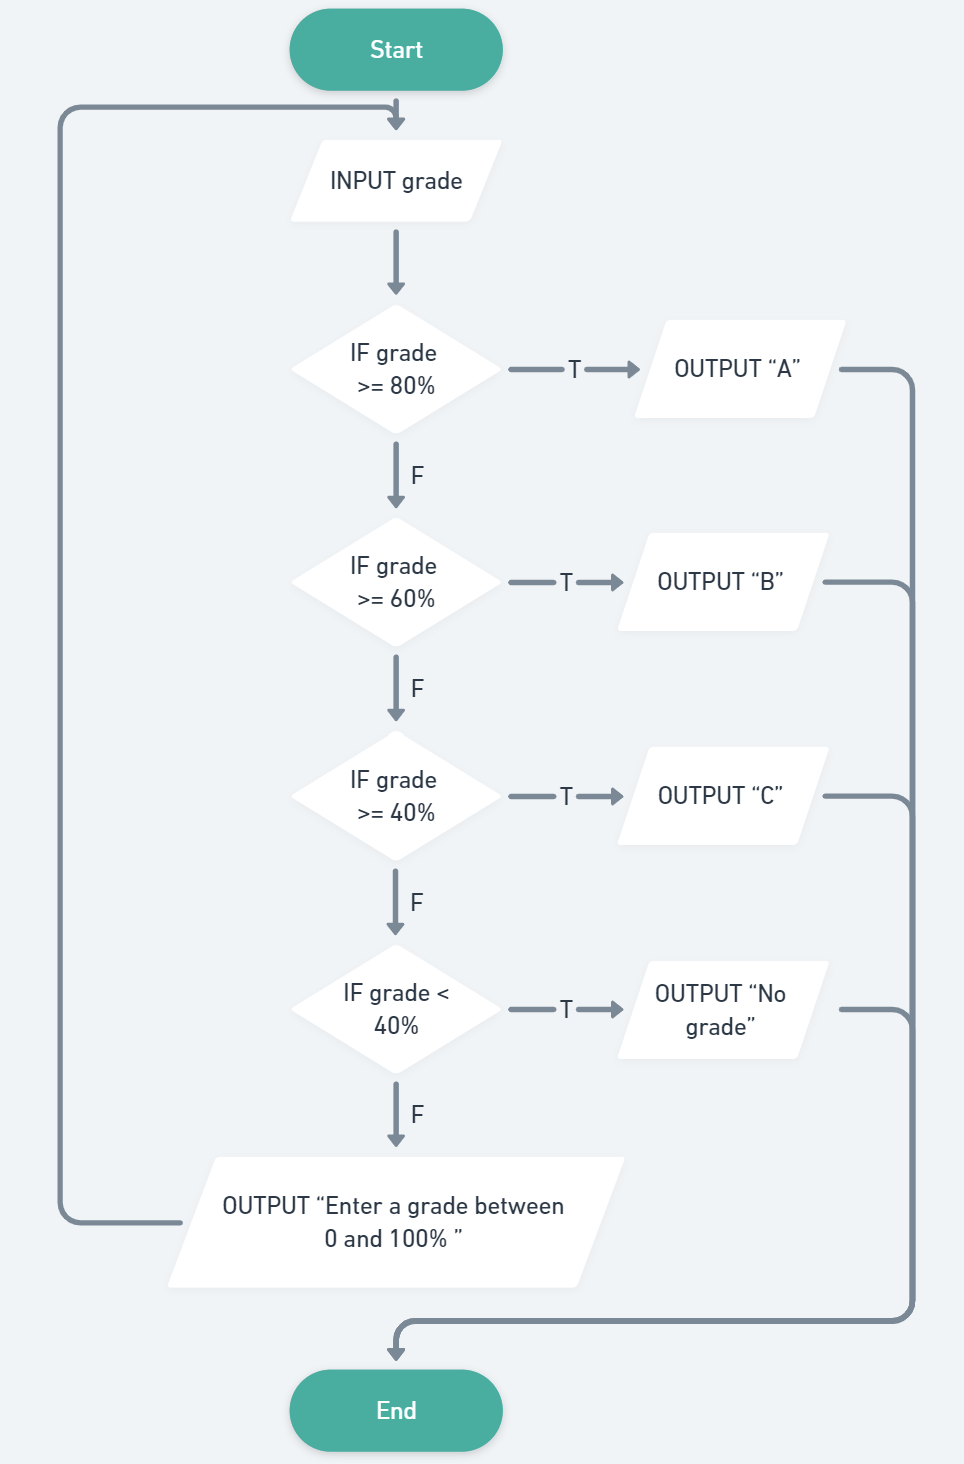 Start
INPUT grade
IF grade
>= 80%
T
OUTPUT “A”
F
IF grade
>= 60%
T
OUTPUT “B”
F
IF grade
>= 40%
T
OUTPUT “C”
F
IF grade <
40%
T
OUTPUT “No
grade”
F
OUTPUT “Enter a grade between
0 and 100% ”
End